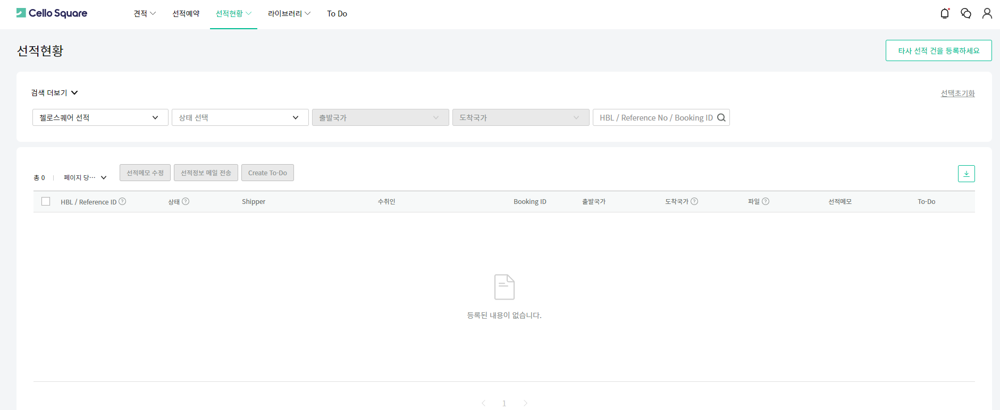 Cello Square
견적 선적예약 선적현황 라이브러리 To Do
선적현황
타사 선적 건을 등록하세요
검색 더보기
선택초기화
첼로스퀘어 선적 상태 선택 출발국가 도착국가 HBL / Reference No / Booking ID
총 0 페이지 당··· 선적메모 수정 선적정보 메일 전송 Create To-Do
HBL / Reference ID ? 상태 ? Shipper 수취인 Booking ID 출발국가 도착국가 ? 파일 ? 선적메모 To-Do
등록된 내용이 없습니다.
1